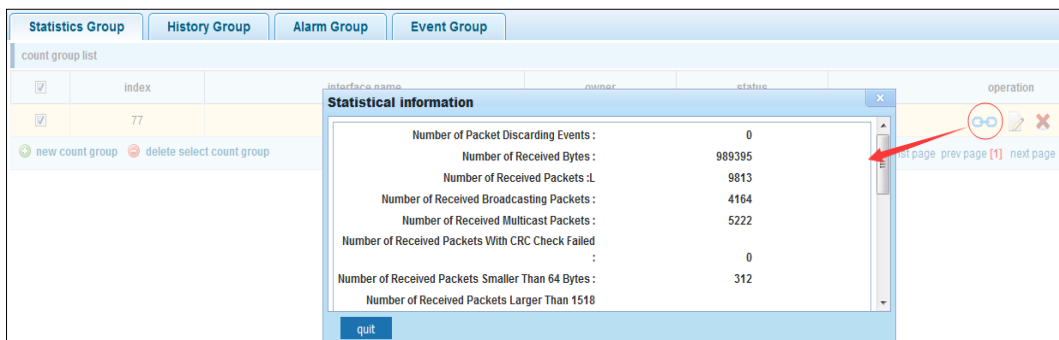 Statistics Group History Group Alarm Group Event Group
count group list
index interface name owner status operation
Statistical information
77
Number of Packet Discarding Events : 0
Number of Received Bytes : 989395
new count group delete select count group
prev page [1] next page
Number of Received Packets :L 9813
Number of Received Broadcasting Packets : 4164
Number of Received Multicast Packets : 5222
Number of Received Packets With CRC Check Failed
: 0
Number of Received Packets Smaller Than 64 Bytes : 312
Number of Received Packets Larger Than 1518
quit